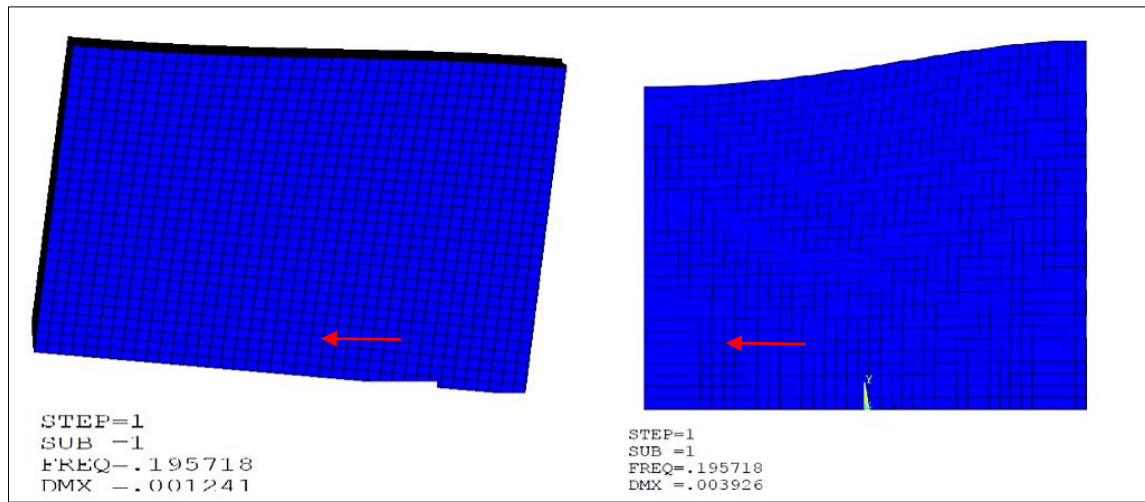 STEP=1
SUB =1
FREQ=.195718
DMX =.001241
Y
STEP=1
SUB =1
FREQ=.195718
DMX =.003926